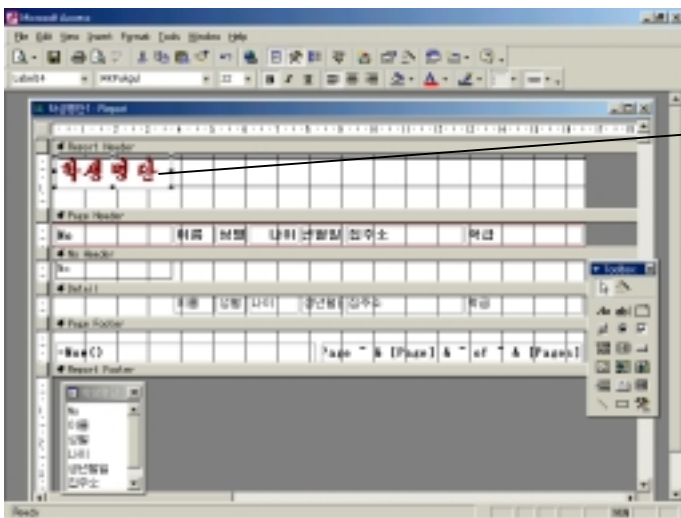 Microsoft Access
File Edit View Insert Format Tools Window Help
Label14
Report
Report Header
학생명단
Page Header
No 이름 성별 나이 생년월일 집주소 학급
No Header
No
Detail
이름 성별 나이 생년월일 집주소 학급
Page Footer
=Now() "Page " & [Page] & " of " & [Pages]
Report Footer
No
이름
성별
나이
생년월일
집주소
Toolbox
Ready
NUM